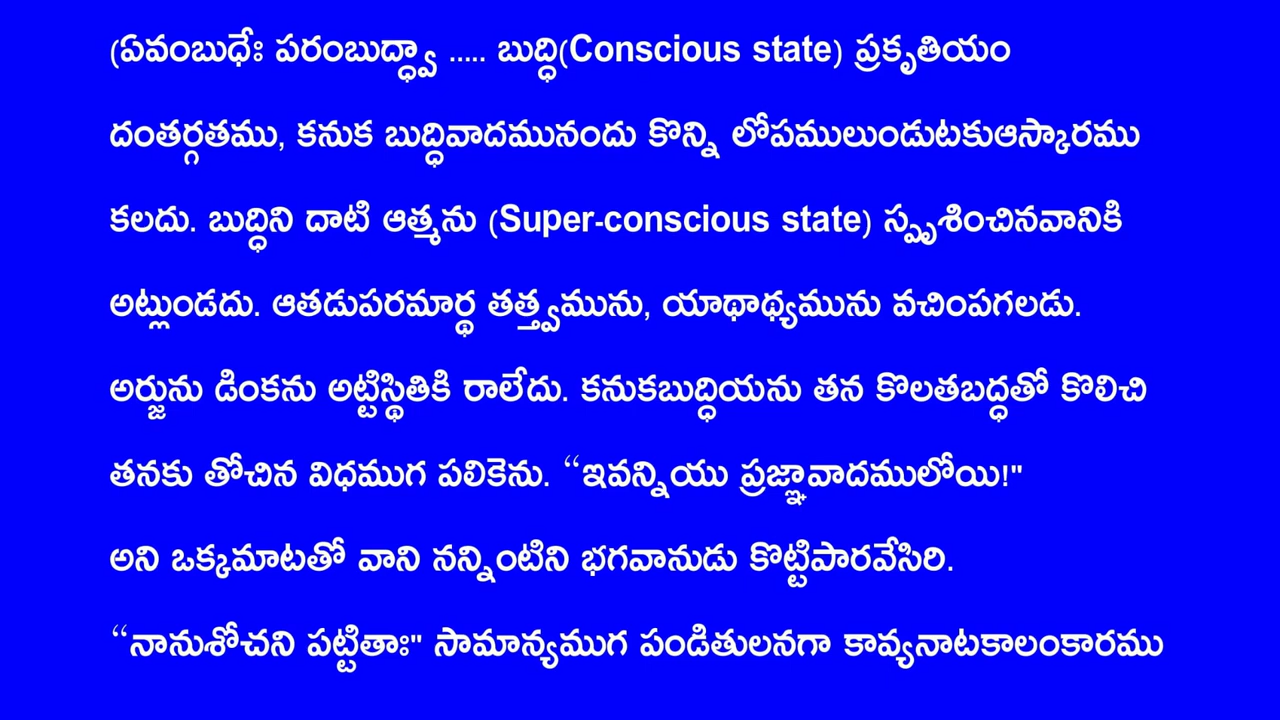 (ఏవంబుధేః పరంబుద్ధ్వా ..... బుద్ధి(Conscious state) ప్రకృతియం
దంతర్గతము, కనుక బుద్ధివాదమునందు కొన్ని లోపములుండుటకుఆస్కారము
కలదు. బుద్ధిని దాటి ఆత్మను (Super-conscious state) స్పృశించినవానికి
అట్లుండదు. ఆతడుపరమార్థ తత్త్వమును, యాథాథ్యమును వచింపగలడు.
అర్జును డింకను అట్టిస్థితికి రాలేదు. కనుకబుద్ధియను తన కొలతబద్ధతో కొలిచి
తనకు తోచిన విధముగ పలికెను. “ఇవన్నియు ప్రజ్ఞావాదములోయి!"
అని ఒక్కమాటతో వాని నన్నింటిని భగవానుడు కొట్టిపారవేసిరి.
“నానుశోచని పట్టితాః" సామాన్యముగ పండితులనగా కావ్యనాటకాలంకారము